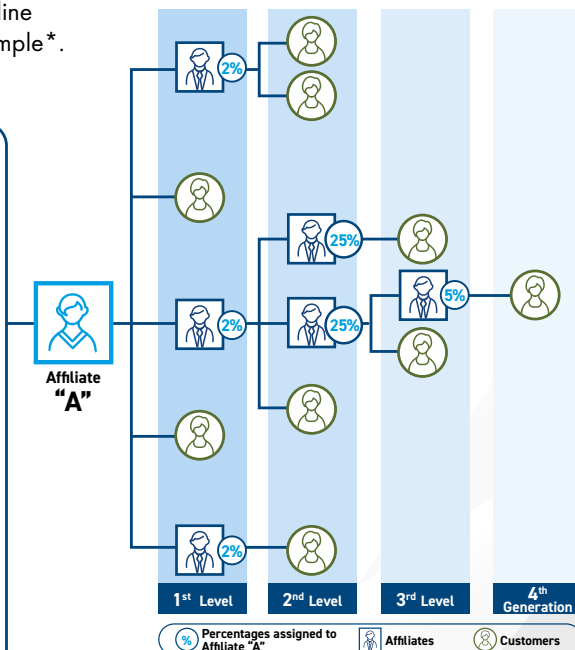 line
mple*.
2%
25%
2%
25%
5%
Affiliate
“A”
2%
1st Level
2nd Level
3rd Level
4th
Generation
% Percentages assigned to
Affiliate “A”
Affiliates
Customers